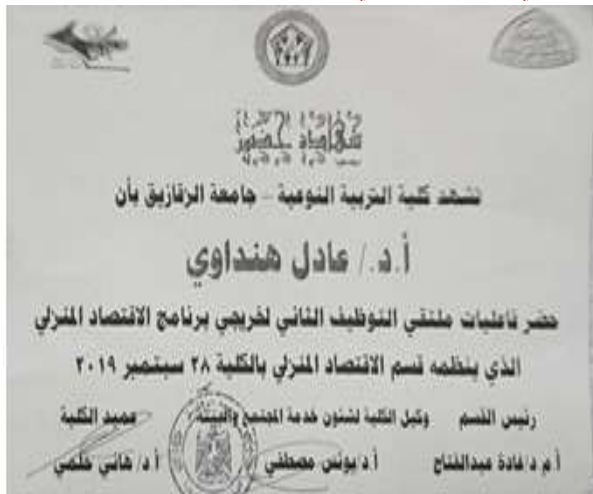 شهادة حضور
تشهد كلية التربية النوعية – جامعة الزقازيق بأن
أ.د./ عادل هنداوي
حضر فاعليات ملتقي التوظيف الثاني لخريجي برنامج الاقتصاد المنزلي
الذي ينظمه قسم الاقتصاد المنزلي بالكلية ٢٨ سبتمبر ٢٠١٩
رئيس القسم وكيل الكلية لشئون خدمة المجتمع والبيئة عميد الكلية
أ م د/ غادة عبدالفتاح أ د/ يونس مصطفي أ د/ هاني حلمي